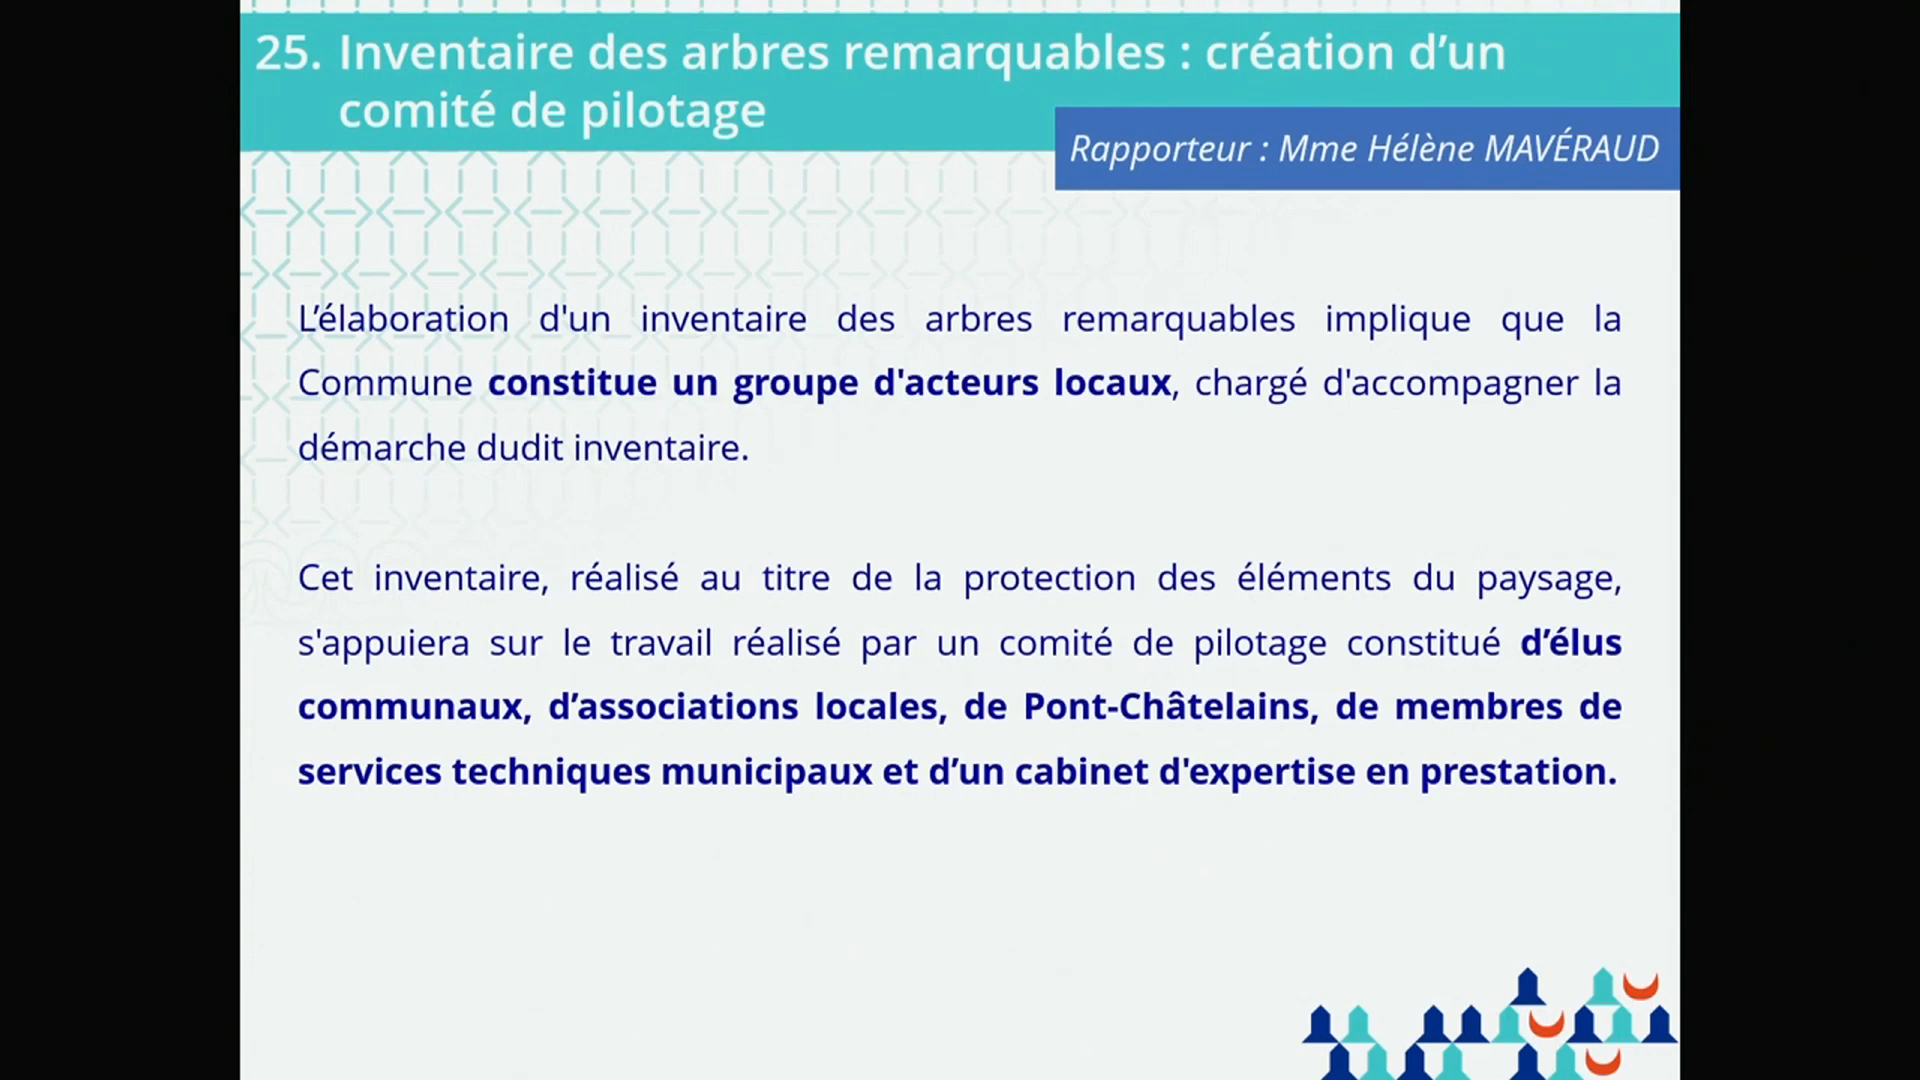 25. Inventaire des arbres remarquables : création d’un
comité de pilotage
Rapporteur : Mme Hélène MAVÉRAUD
L’élaboration d'un inventaire des arbres remarquables implique que la
Commune constitue un groupe d'acteurs locaux, chargé d'accompagner la
démarche dudit inventaire.
Cet inventaire, réalisé au titre de la protection des éléments du paysage,
s'appuiera sur le travail réalisé par un comité de pilotage constitué d’élus
communaux, d’associations locales, de Pont-Châtelains, de membres de
services techniques municipaux et d’un cabinet d'expertise en prestation.